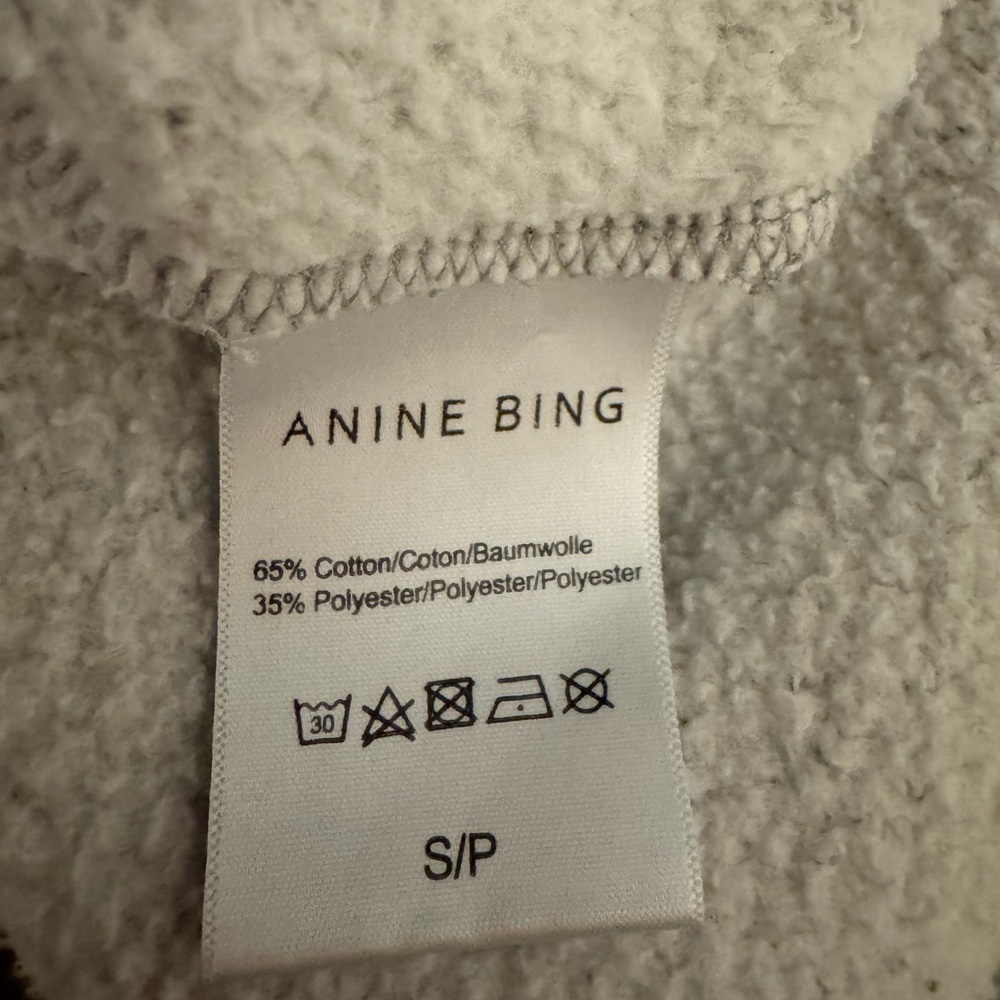 ANINE BING
65% Cotton/Coton/Baumwolle
35% Polyester/Polyester/Polyester
30
S/P